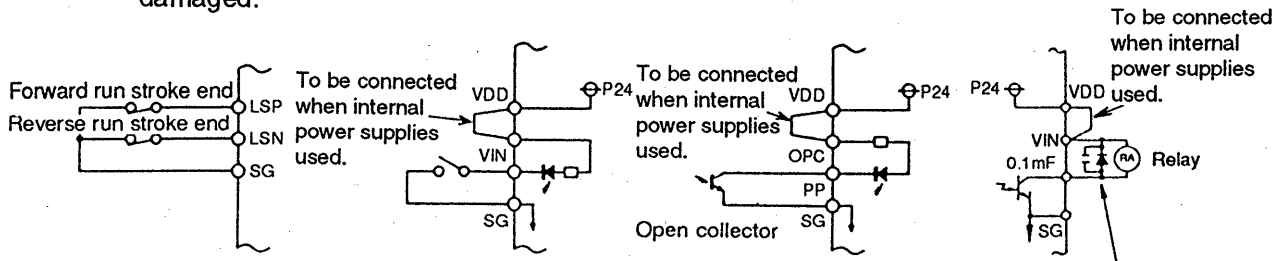 damaged.
Forward run stroke end
LSP
Reverse run stroke end
LSN
SG
To be connected
when internal
power supplies
used.
VDD
P24
VIN
SG
To be connected
when internal
power supplies
used.
VDD
P24
OPC
PP
SG
Open collector
To be connected
when internal
power supplies
used.
P24
VDD
VIN
0.1mF
RA
Relay
SG